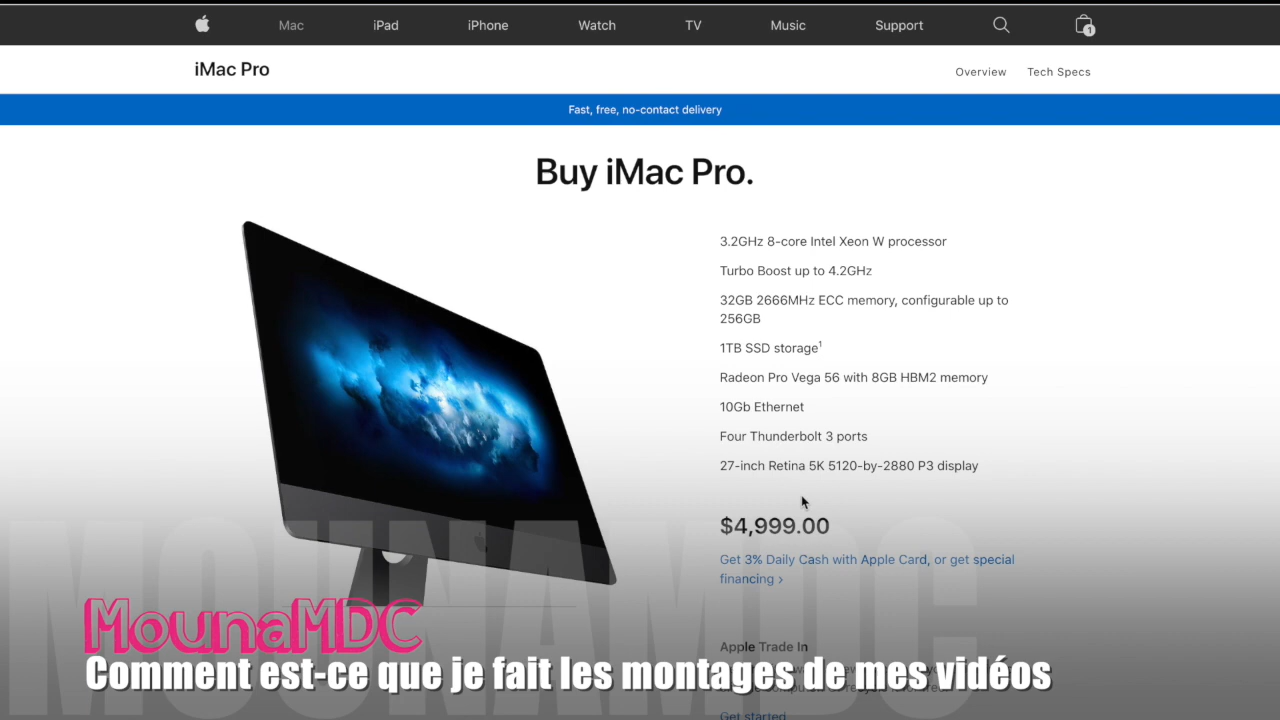 Mac iPad iPhone Watch TV Music Support 1
iMac Pro Overview Tech Specs
Fast, free, no-contact delivery
Buy iMac Pro.
3.2GHz 8-core Intel Xeon W processor
Turbo Boost up to 4.2GHz
32GB 2666MHz ECC memory, configurable up to
256GB
1TB SSD storage¹
Radeon Pro Vega 56 with 8GB HBM2 memory
10Gb Ethernet
Four Thunderbolt 3 ports
27-inch Retina 5K 5120-by-2880 P3 display
$4,999.00
Get 3% Daily Cash with Apple Card, or get special
financing >
MOUNAMDC
MounaMDC
Apple Trade In
Comment est-ce que je fait les montages de mes vidéos
Get started